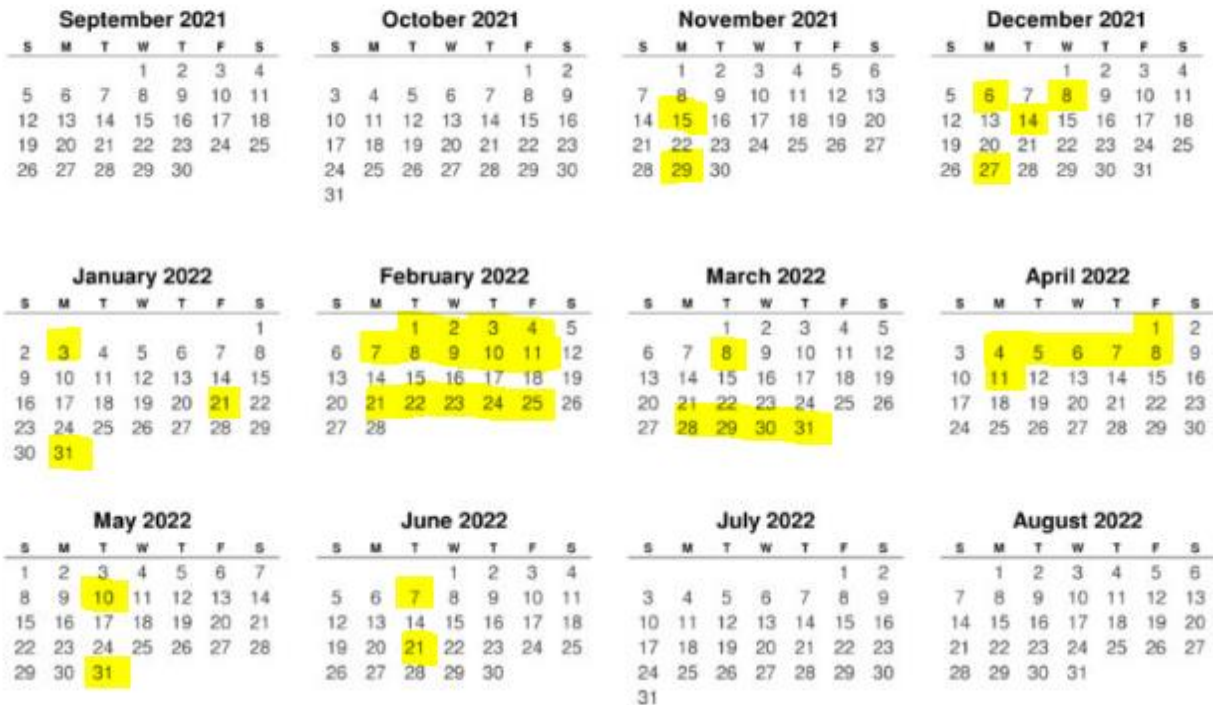 September 2021 October 2021 November 2021 December 2021
S M T W T F S S M T W T F S S M T W T F S S M T W T F S
1 2 3 4 1 2 1 2 3 4 5 6 1 2 3 4
5 6 7 8 9 10 11 3 4 5 6 7 8 9 7 8 9 10 11 12 13 5 6 7 8 9 10 11
12 13 14 15 16 17 18 10 11 12 13 14 15 16 14 15 16 17 18 19 20 12 13 14 15 16 17 18
19 20 21 22 23 24 25 17 18 19 20 21 22 23 21 22 23 24 25 26 27 19 20 21 22 23 24 25
26 27 28 29 30 24 25 26 27 28 29 30 28 29 30 26 27 28 29 30 31
31
January 2022 February 2022 March 2022 April 2022
S M T W T F S S M T W T F S S M T W T F S S M T W T F S
1 1 2 3 4 5 1 2 3 4 5 1 2
2 3 4 5 6 7 8 6 7 8 9 10 11 12 6 7 8 9 10 11 12 3 4 5 6 7 8 9
9 10 11 12 13 14 15 13 14 15 16 17 18 19 13 14 15 16 17 18 19 10 11 12 13 14 15 16
16 17 18 19 20 21 22 20 21 22 23 24 25 26 20 21 22 23 24 25 26 17 18 19 20 21 22 23
23 24 25 26 27 28 29 27 28 27 28 29 30 31 24 25 26 27 28 29 30
30 31
May 2022 June 2022 July 2022 August 2022
S M T W T F S S M T W T F S S M T W T F S S M T W T F S
1 2 3 4 5 6 7 1 2 3 4 1 2 1 2 3 4 5 6
8 9 10 11 12 13 14 5 6 7 8 9 10 11 3 4 5 6 7 8 9 7 8 9 10 11 12 13
15 16 17 18 19 20 21 12 13 14 15 16 17 18 10 11 12 13 14 15 16 14 15 16 17 18 19 20
22 23 24 25 26 27 28 19 20 21 22 23 24 25 17 18 19 20 21 22 23 21 22 23 24 25 26 27
29 30 31 26 27 28 29 30 24 25 26 27 28 29 30 28 29 30 31
31